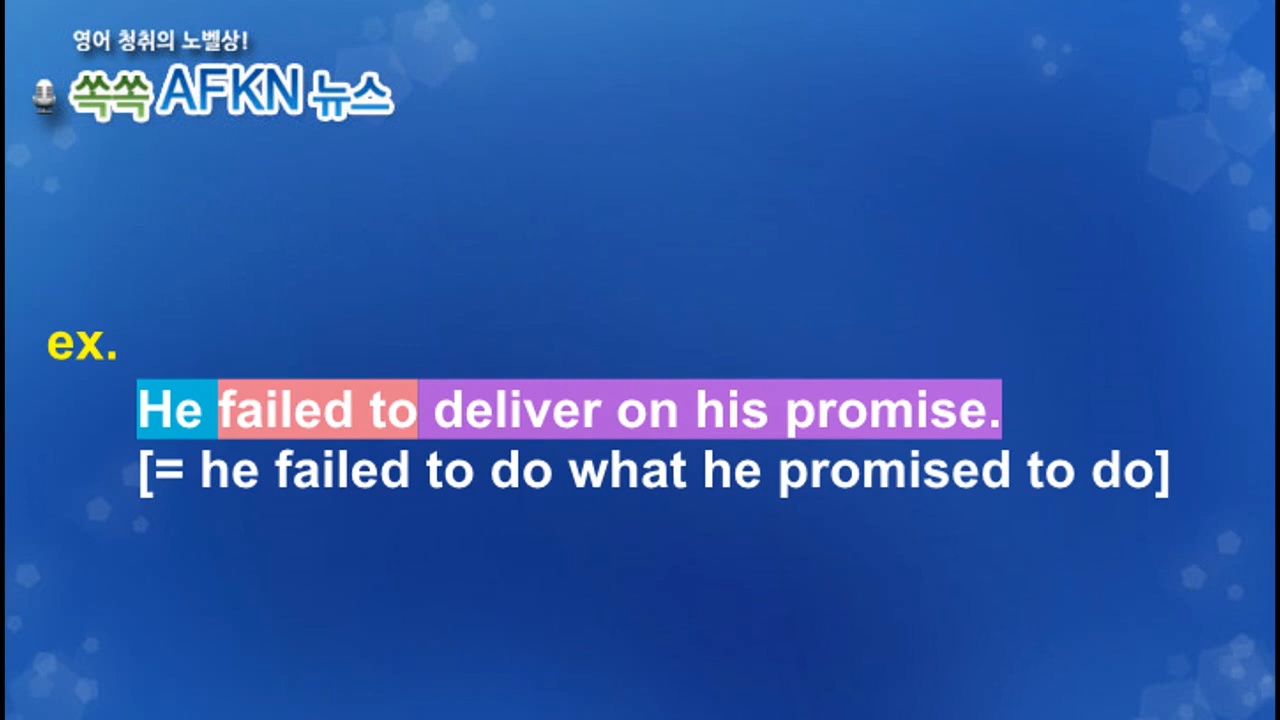 영어 청취의 노벨상!
쏙쏙 AFKN 뉴스
ex.
He failed to deliver on his promise.
[= he failed to do what he promised to do]